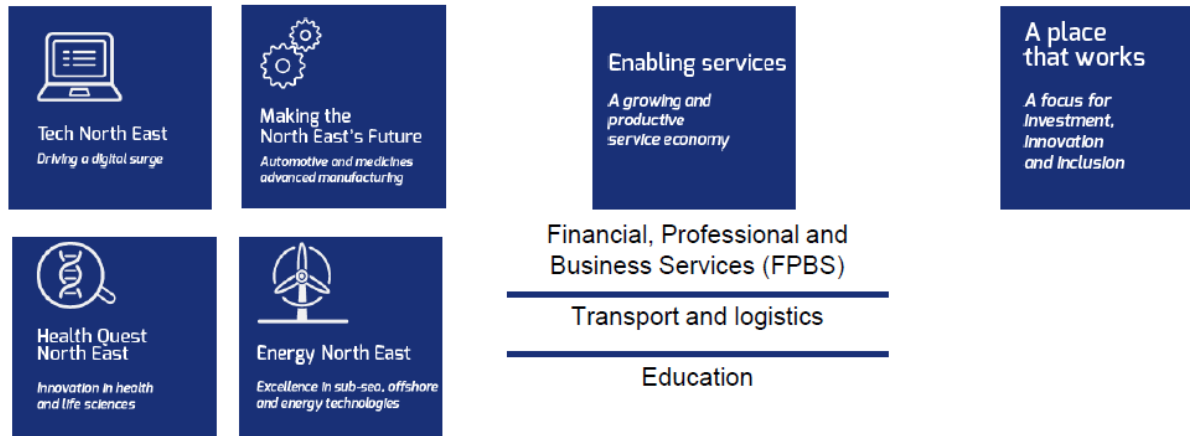 Tech North East
Driving a digital surge
Making the
North East's Future
Automotive and medicines
advanced manufacturing
Health Quest
North East
Innovation in health
and life sciences
Energy North East
Excellence in sub-sea, offshore
and energy technologies
Enabling services
A growing and
productive
service economy
Financial, Professional and
Business Services (FPBS)
Transport and logistics
Education
A place
that works
A focus for
investment,
innovation
and inclusion